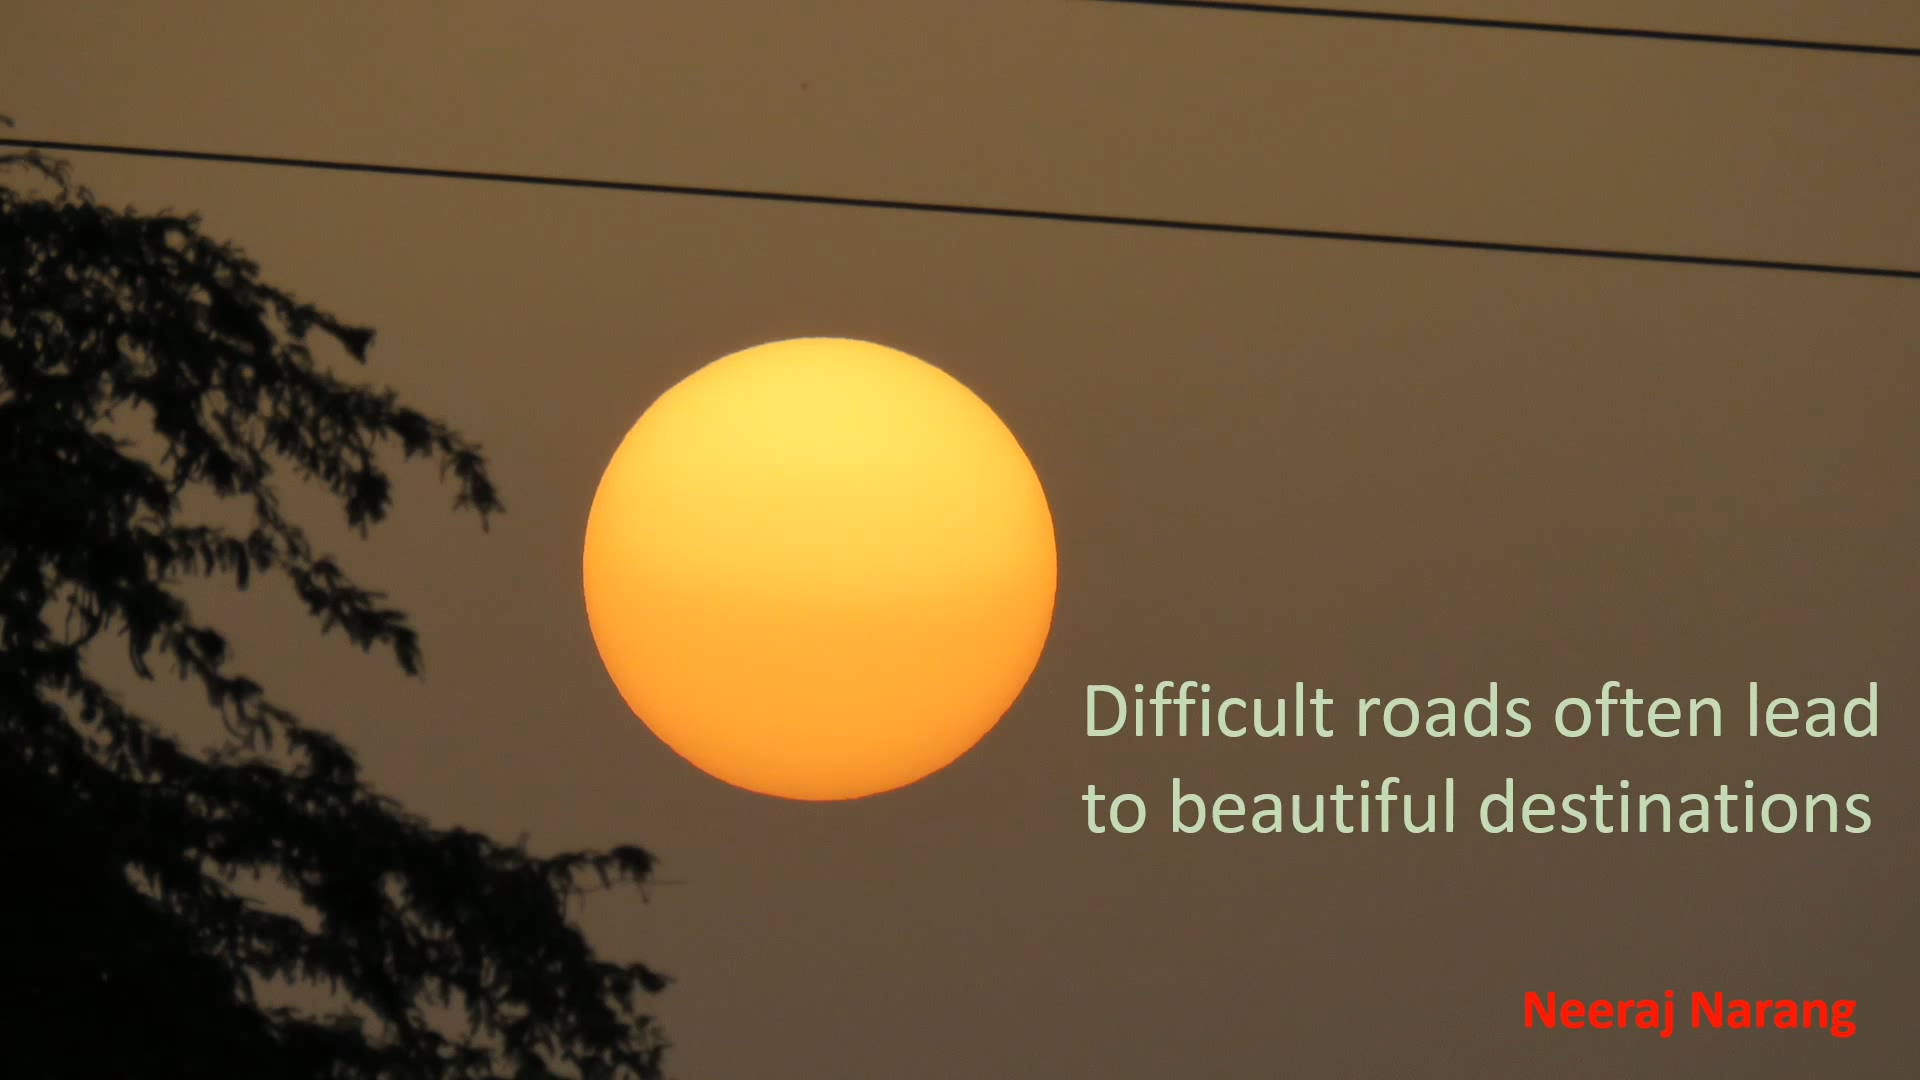 Difficult roads often lead
to beautiful destinations
Neeraj Narang